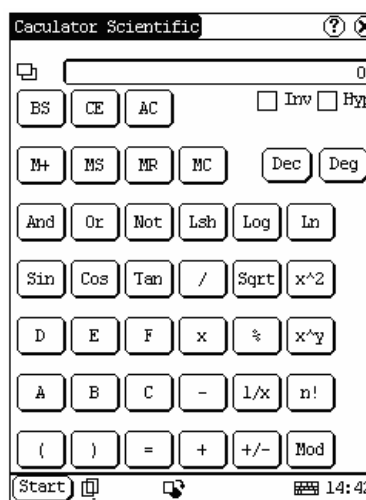 Caculator Scientific ?
0
BS CE AC Inv Hyp
M+ MS MR MC Dec Deg
And Or Not Lsh Log Ln
Sin Cos Tan / Sqrt x^2
D E F x % x^y
A B C - 1/x n!
( ) = + +/- Mod
Start 14:42